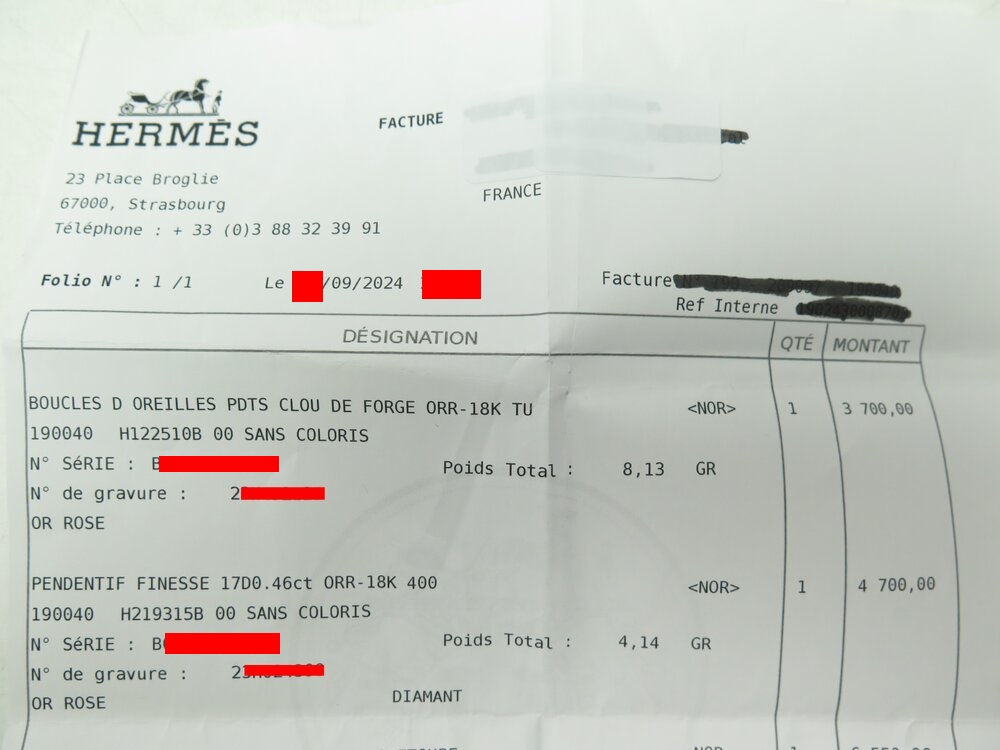 HERMÈS
FACTURE
23 Place Broglie
67000, Strasbourg
Téléphone : + 33 (0)3 88 32 39 91
FRANCE
Folio N° : 1 /1 Le /09/2024
Facture
Ref Interne
DÉSIGNATION QTÉ MONTANT
BOUCLES D OREILLES PDTS CLOU DE FORGE ORR-18K TU <NOR> 1 3 700,00
190040 H122510B 00 SANS COLORIS
N° SéRIE : B Poids Total : 8,13 GR
N° de gravure : 2
OR ROSE
PENDENTIF FINESSE 17D0.46ct ORR-18K 400 <NOR> 1 4 700,00
190040 H219315B 00 SANS COLORIS
N° SéRIE : B Poids Total : 4,14 GR
N° de gravure : 23
OR ROSE DIAMANT